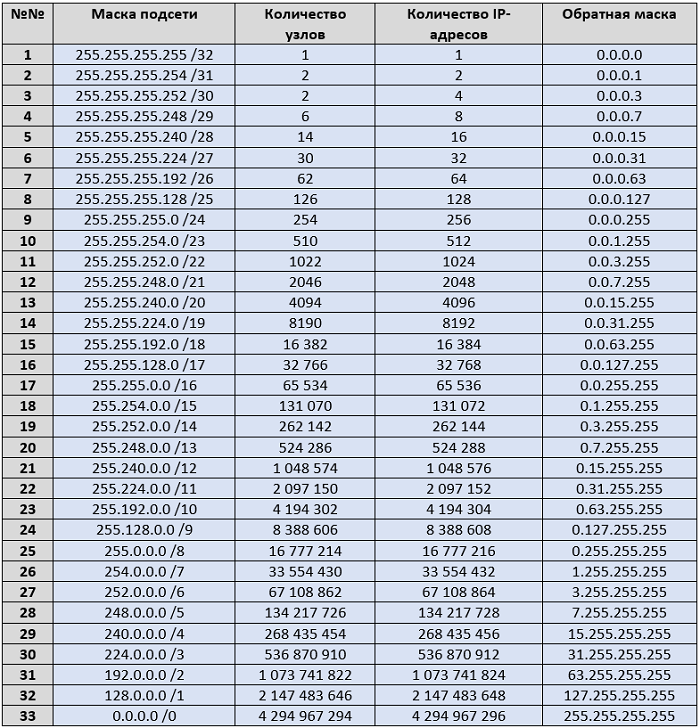 №№ Маска подсети Количество узлов Количество IP-адресов Обратная маска
1 255.255.255.255 /32 1 1 0.0.0.0
2 255.255.255.254 /31 2 2 0.0.0.1
3 255.255.255.252 /30 2 4 0.0.0.3
4 255.255.255.248 /29 6 8 0.0.0.7
5 255.255.255.240 /28 14 16 0.0.0.15
6 255.255.255.224 /27 30 32 0.0.0.31
7 255.255.255.192 /26 62 64 0.0.0.63
8 255.255.255.128 /25 126 128 0.0.0.127
9 255.255.255.0 /24 254 256 0.0.0.255
10 255.255.254.0 /23 510 512 0.0.1.255
11 255.255.252.0 /22 1022 1024 0.0.3.255
12 255.255.248.0 /21 2046 2048 0.0.7.255
13 255.255.240.0 /20 4094 4096 0.0.15.255
14 255.255.224.0 /19 8190 8192 0.0.31.255
15 255.255.192.0 /18 16 382 16 384 0.0.63.255
16 255.255.128.0 /17 32 766 32 768 0.0.127.255
17 255.255.0.0 /16 65 534 65 536 0.0.255.255
18 255.254.0.0 /15 131 070 131 072 0.1.255.255
19 255.252.0.0 /14 262 142 262 144 0.3.255.255
20 255.248.0.0 /13 524 286 524 288 0.7.255.255
21 255.240.0.0 /12 1 048 574 1 048 576 0.15.255.255
22 255.224.0.0 /11 2 097 150 2 097 152 0.31.255.255
23 255.192.0.0 /10 4 194 302 4 194 304 0.63.255.255
24 255.128.0.0 /9 8 388 606 8 388 608 0.127.255.255
25 255.0.0.0 /8 16 777 214 16 777 216 0.255.255.255
26 254.0.0.0 /7 33 554 430 33 554 432 1.255.255.255
27 252.0.0.0 /6 67 108 862 67 108 864 3.255.255.255
28 248.0.0.0 /5 134 217 726 134 217 728 7.255.255.255
29 240.0.0.0 /4 268 435 454 268 435 456 15.255.255.255
30 224.0.0.0 /3 536 870 910 536 870 912 31.255.255.255
31 192.0.0.0 /2 1 073 741 822 1 073 741 824 63.255.255.255
32 128.0.0.0 /1 2 147 483 646 2 147 483 648 127.255.255.255
33 0.0.0.0 /0 4 294 967 294 4 294 967 296 255.255.255.255